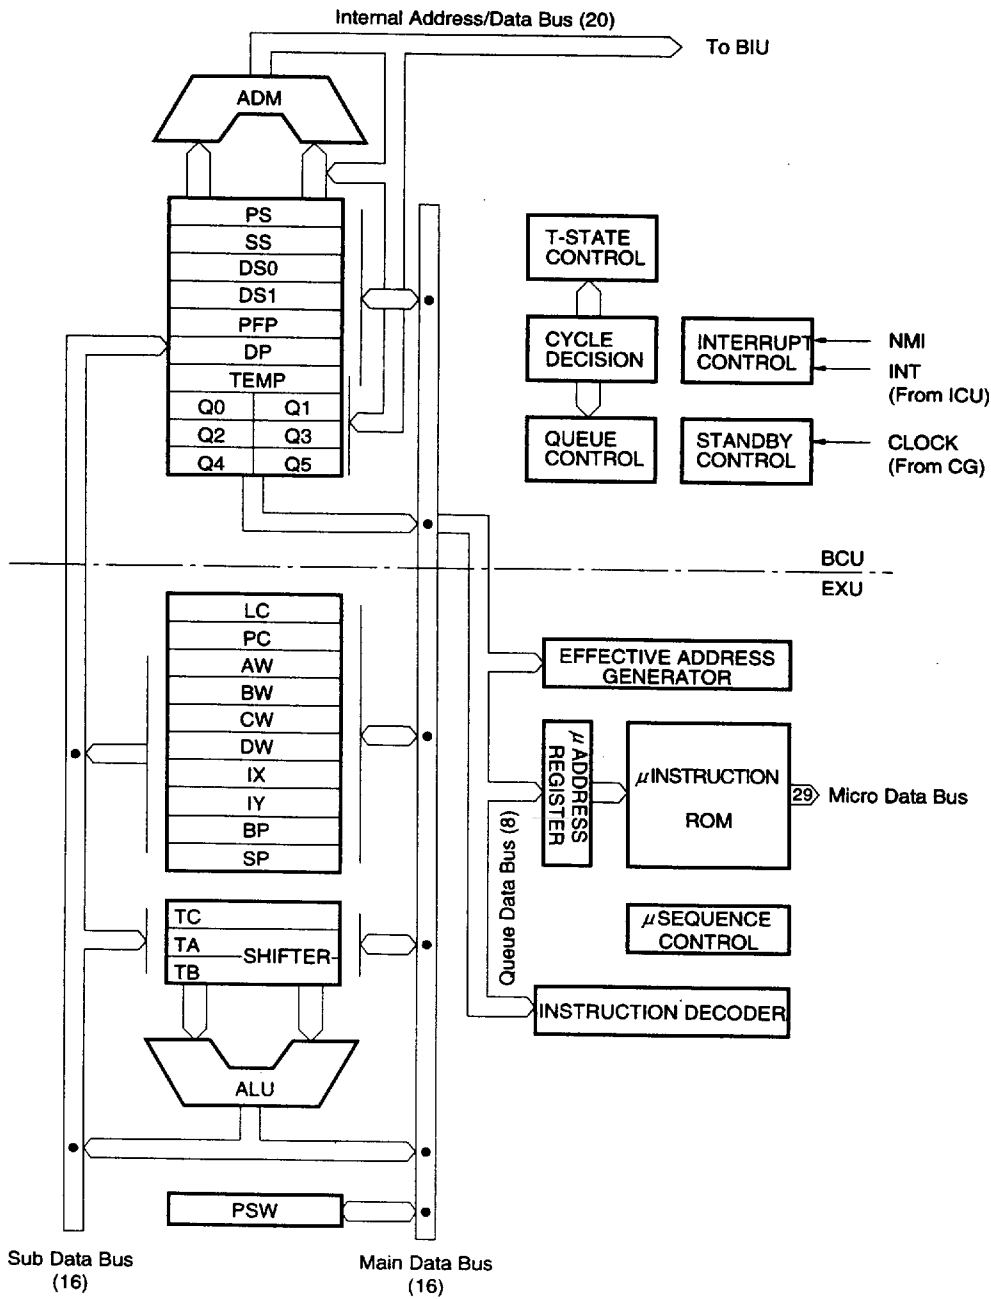 Internal Address/Data Bus (20)
To BIU
ADM
PS
SS
DS0
DS1
PFP
DP
TEMP
Q0 Q1
Q2 Q3
Q4 Q5
T-STATE
CONTROL
CYCLE
DECISION
QUEUE
CONTROL
INTERRUPT
CONTROL
NMI
INT
(From ICU)
STANDBY
CONTROL
CLOCK
(From CG)
BCU
EXU
LC
PC
AW
BW
CW
DW
IX
IY
BP
SP
EFFECTIVE ADDRESS
GENERATOR
μ ADDRESS
REGISTER
μ INSTRUCTION
ROM
29
Micro Data Bus
Queue Data Bus (8)
μ SEQUENCE
CONTROL
INSTRUCTION DECODER
TC
TA
TB
SHIFTER
ALU
PSW
Sub Data Bus
(16)
Main Data Bus
(16)